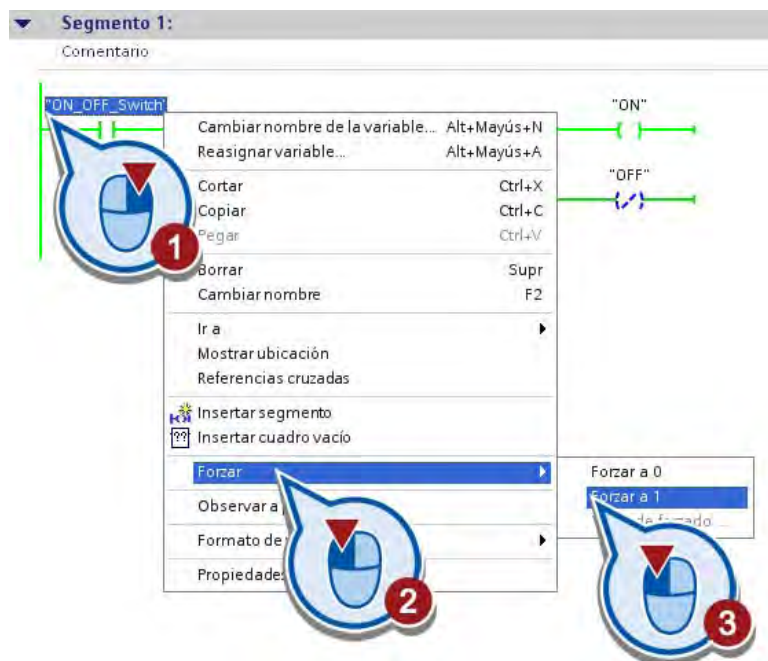 Segmento 1:
Comentario
"ON_OFF_Switch"
"ON"
"OFF"
Cambiar nombre de la variable... Alt+Mayús+N
Reasignar variable... Alt+Mayús+A
Cortar Ctrl+X
Copiar Ctrl+C
Pegar Ctrl+V
Borrar Supr
Cambiar nombre F2
Ir a
Mostrar ubicación
Referencias cruzadas
Insertar segmento
?? Insertar cuadro vacío
Forzar
Forzar a 0
Forzar a 1
Observar a
Formato de
Propiedades
1
2
3